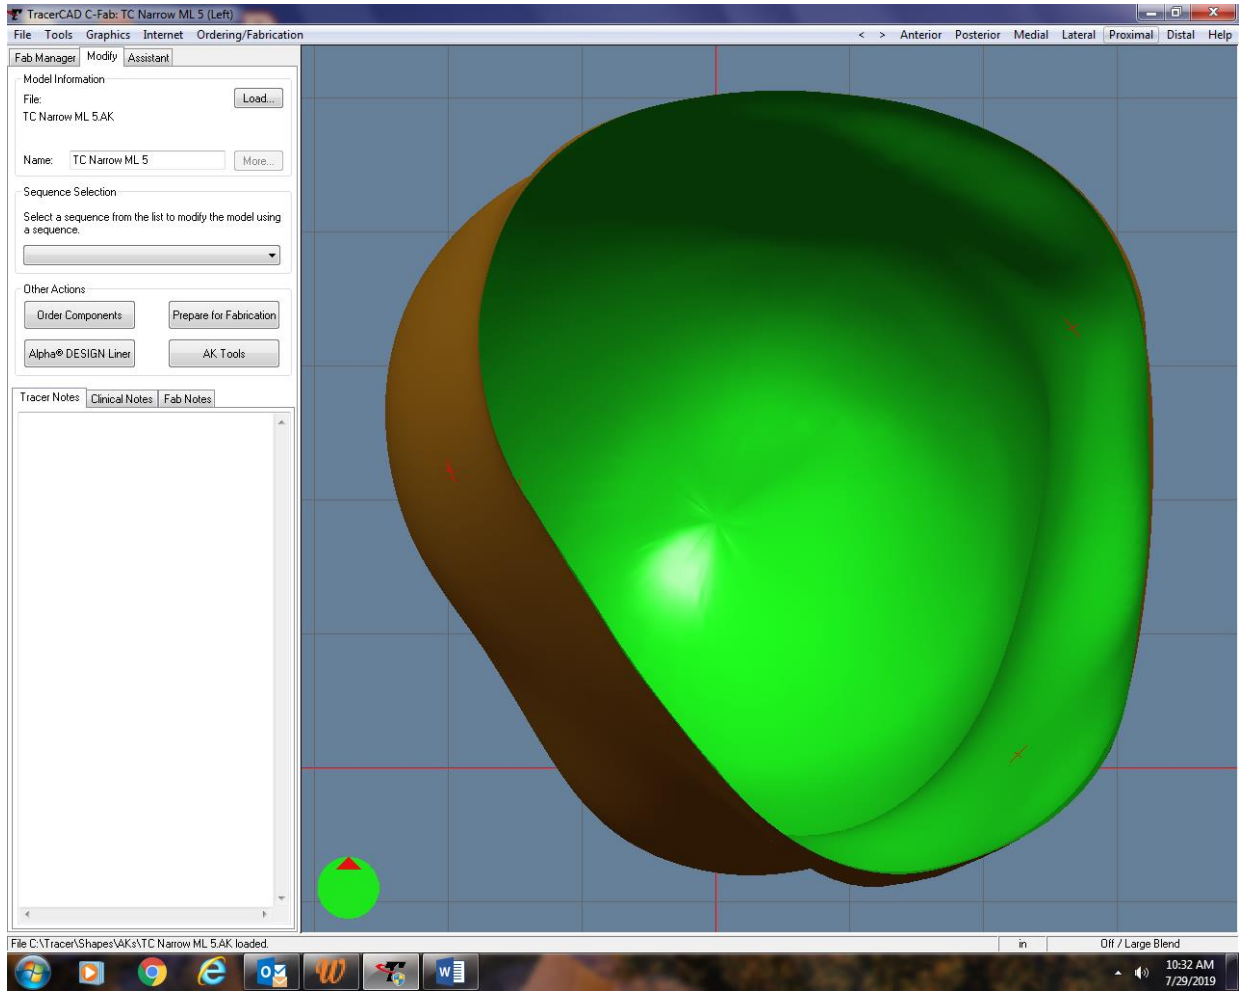 TracerCAD C-Fab: TC Narrow ML 5 (Left)
File Tools Graphics Internet Ordering/Fabrication < > Anterior Posterior Medial Lateral Proximal Distal Help
Fab Manager Modify Assistant
Model Information
File: Load...
TC Narrow ML 5.AK
Name: TC Narrow ML 5 More...
Sequence Selection
Select a sequence from the list to modify the model using
a sequence.
Other Actions
Order Components Prepare for Fabrication
Alpha® DESIGN Liner AK Tools
Tracer Notes Clinical Notes Fab Notes
File C:\Tracer\Shapes\AKs\TC Narrow ML 5.AK loaded. in Off / Large Blend
10:32 AM
7/29/2019